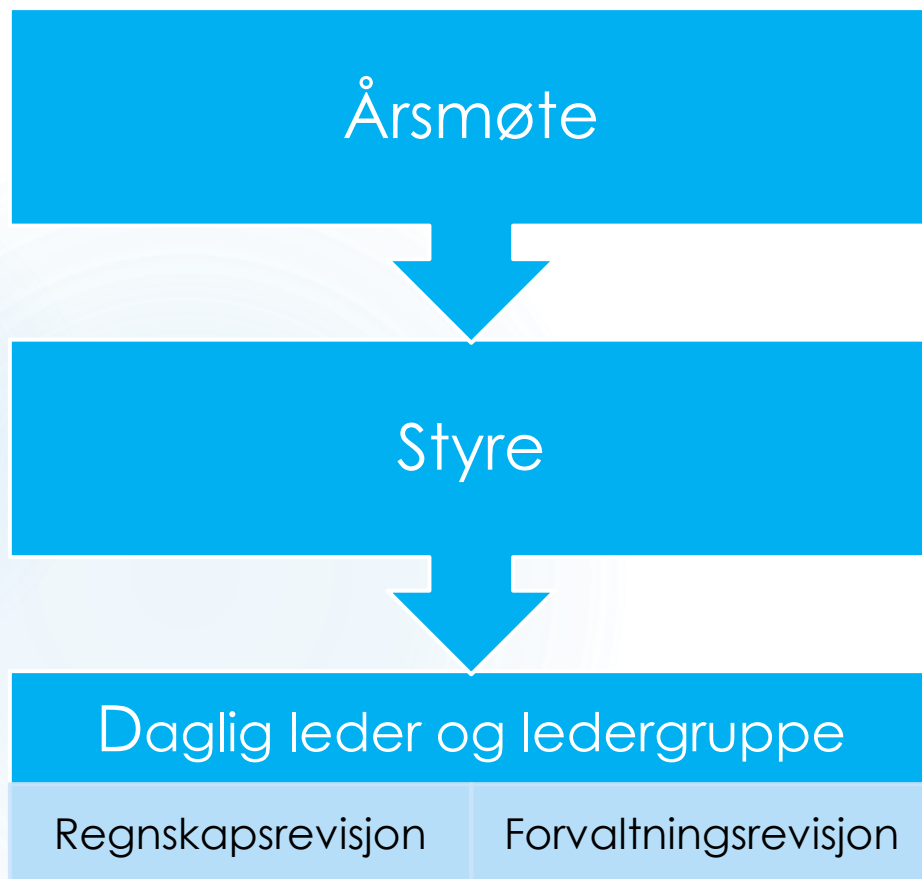 Årsmøte
Styre
Daglig leder og ledergruppe
Regnskapsrevisjon
Forvaltningsrevisjon